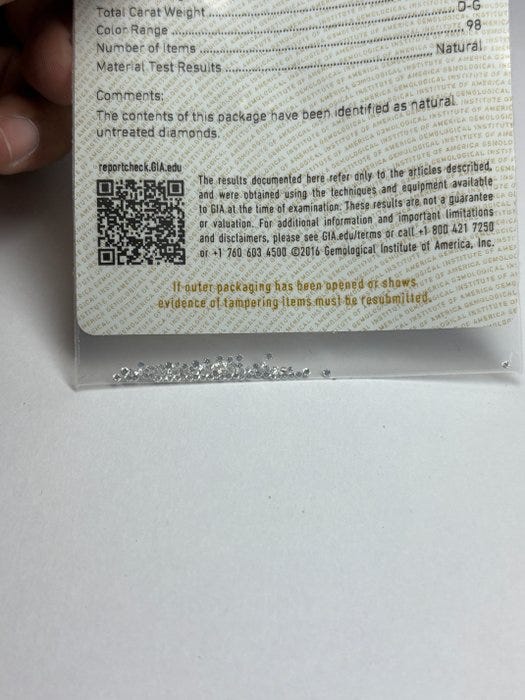 Total Carat Weight
Color Range ........ D-G
Number of Items ........ 98
Material Test Results ........ Natural
Comments:
The contents of this package have been identified as natural
untreated diamonds.
reportcheck.GIA.edu
The results documented here refer only to the articles described,
and were obtained using the techniques and equipment available
to GIA at the time of examination. These results are not a guarantee
or valuation. For additional information and important limitations
and disclaimers, please see GIA.edu/terms or call +1 800 421 7250
or +1 760 603 4500 ©2016 Gemological Institute of America, Inc.
If outer packaging has been opened or shows
evidence of tampering items must be resubmitted.